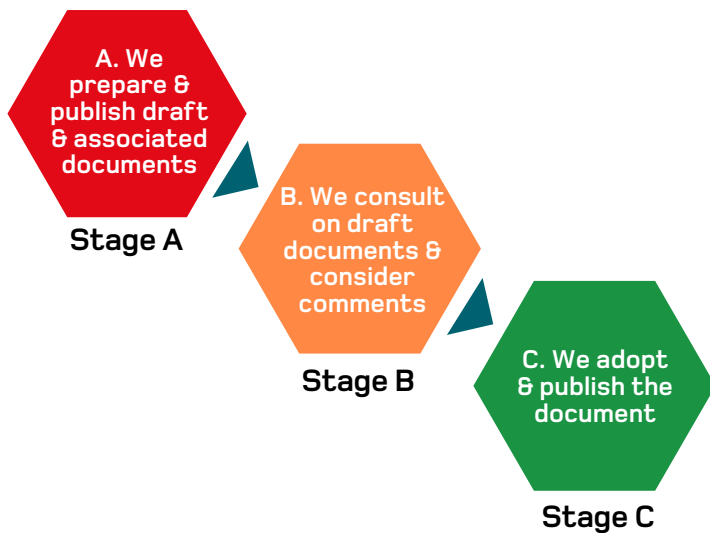 A. We
prepare &
publish draft
& associated
documents
Stage A
B. We consult
on draft
documents &
consider
comments
Stage B
C. We adopt
& publish the
document
Stage C